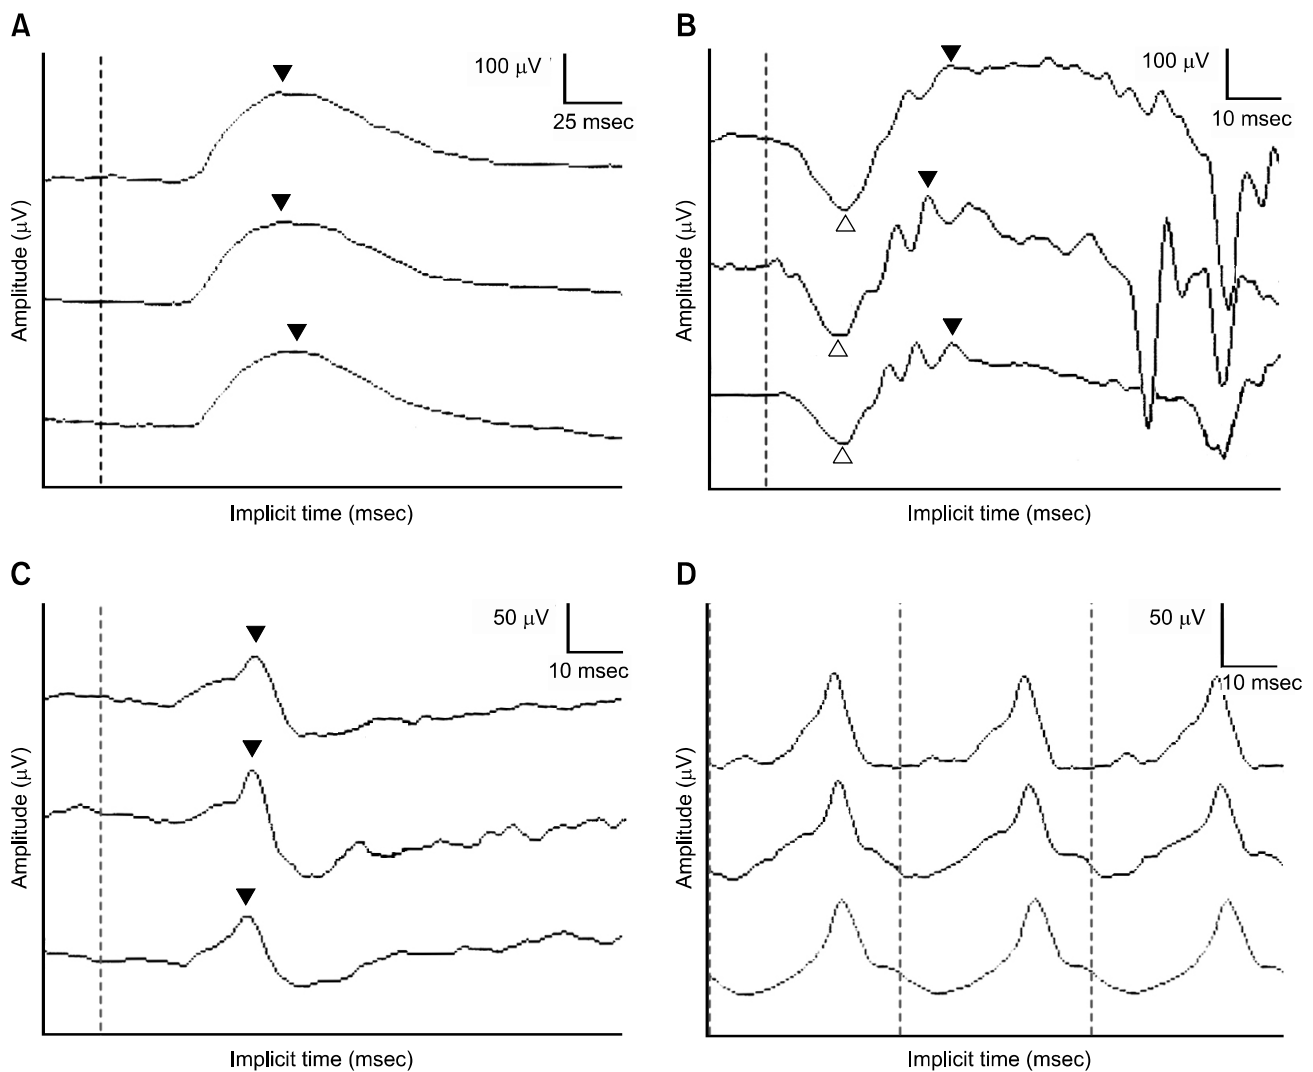 A
100 μV
25 msec
Amplitude (μV)
Implicit time (msec)
B
100 μV
10 msec
Amplitude (μV)
Implicit time (msec)
C
50 μV
10 msec
Amplitude (μV)
Implicit time (msec)
D
50 μV
10 msec
Amplitude (μV)
Implicit time (msec)